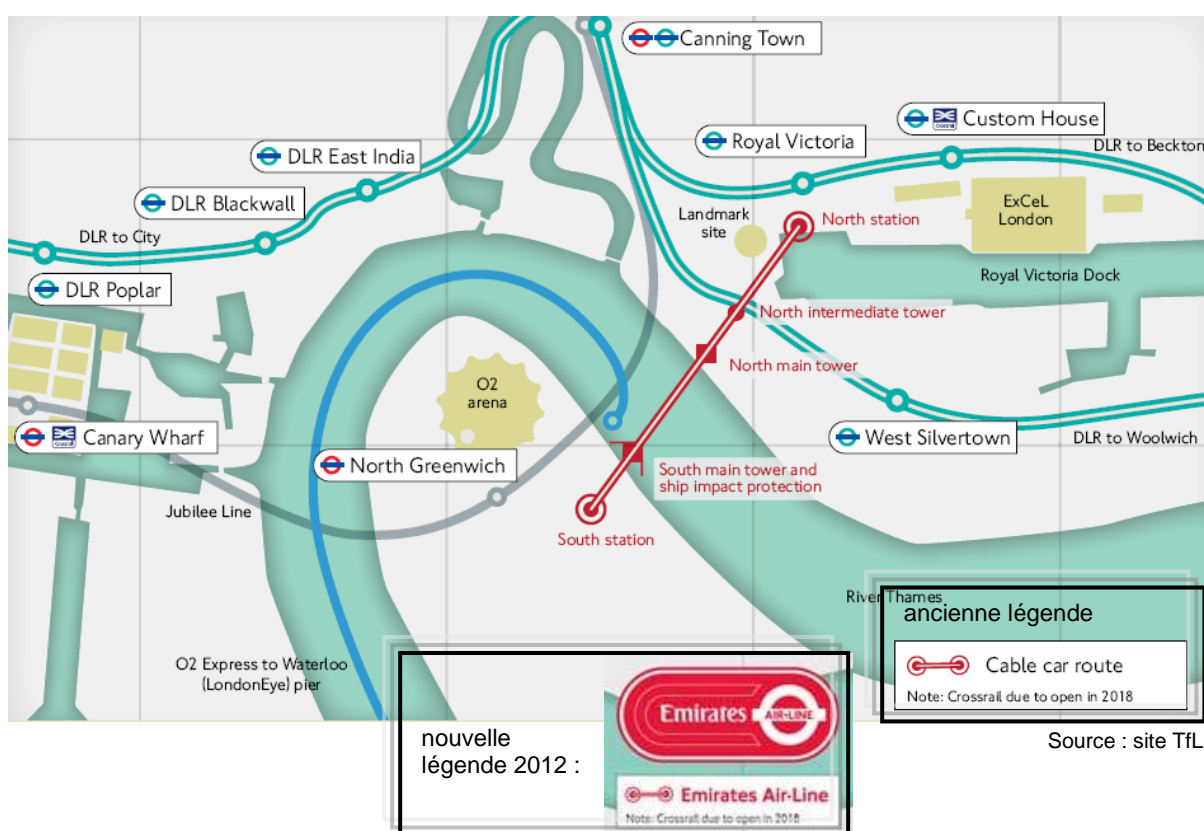 Canning Town
Custom House
Royal Victoria
DLR to Beckton
DLR East India
DLR Blackwall
ExCeL
London
Landmark
site
North station
DLR to City
Royal Victoria Dock
DLR Poplar
North intermediate tower
North main tower
O2
arena
Canary Wharf
West Silvertown
DLR to Woolwich
North Greenwich
South main tower and
ship impact protection
Jubilee Line
South station
River Thames
ancienne légende
Cable car route
Note: Crossrail due to open in 2018
O2 Express to Waterloo
(LondonEye) pier
Emirates AIR-LINE
nouvelle
légende 2012 :
Source : site TfL
Emirates Air-Line
Note: Crossrail due to open in 2018